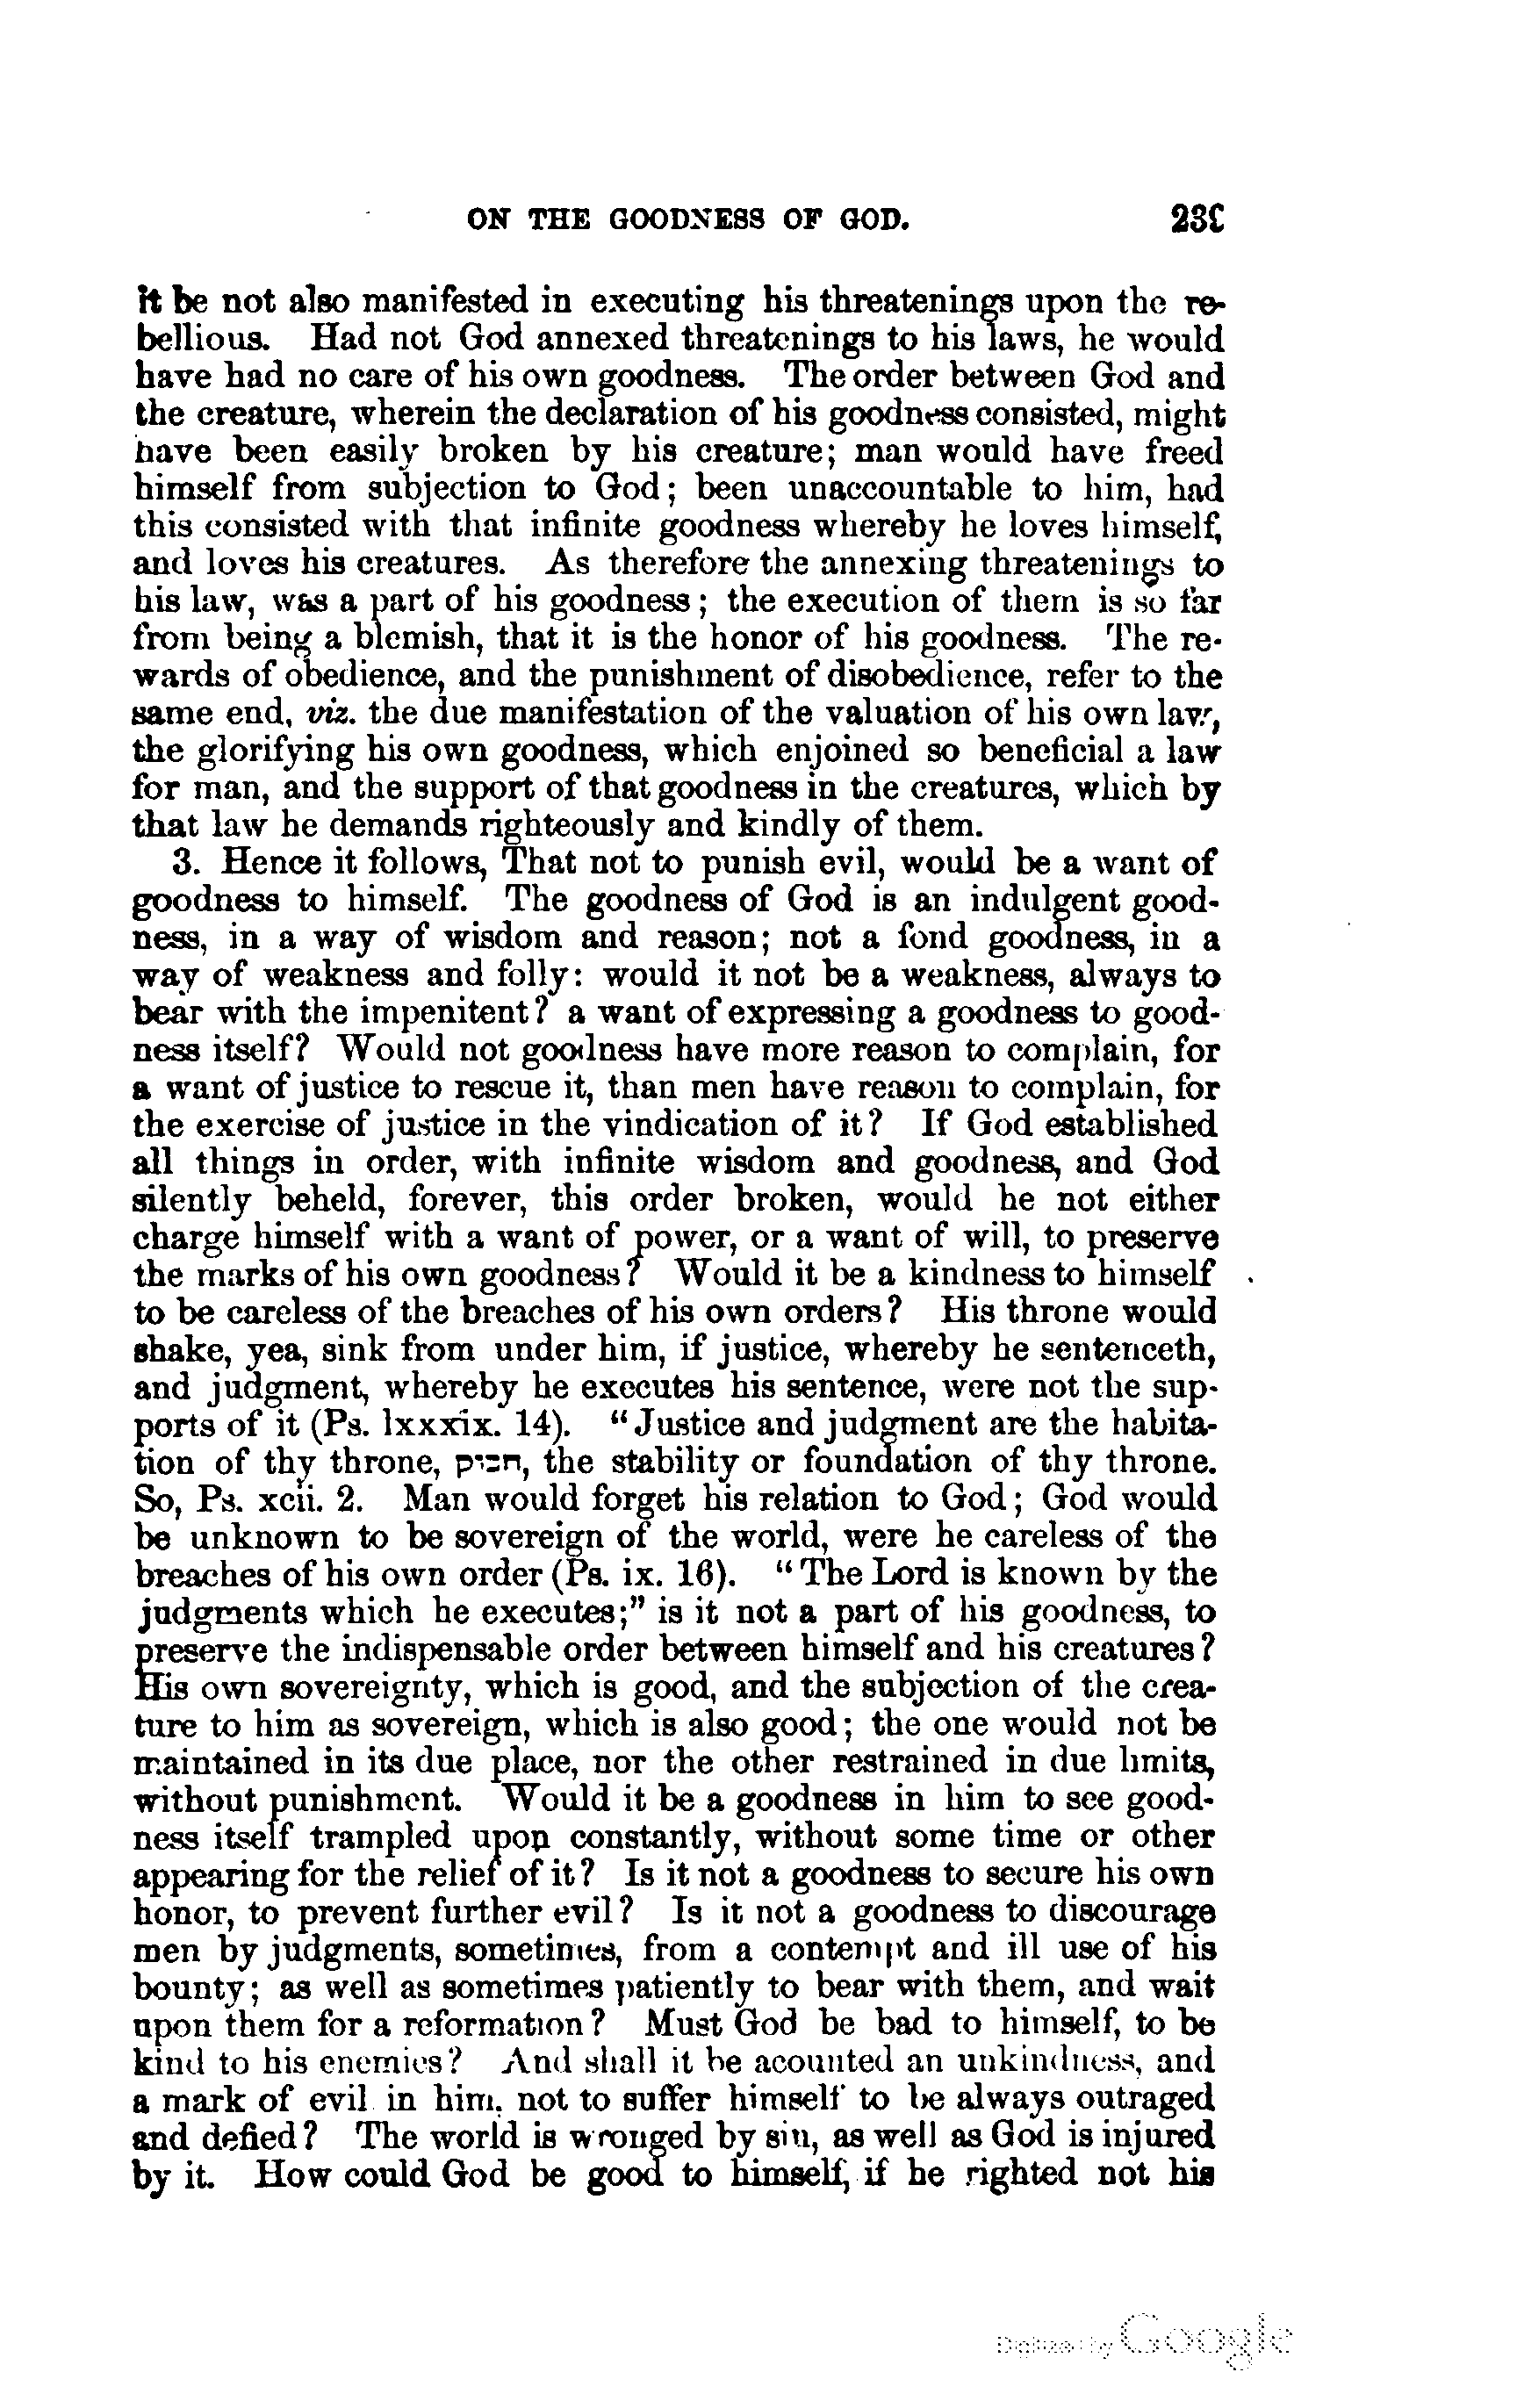 ON THE GOODNESS OF GOD. 239
it be not also manifested in executing his threatenings upon the re-
bellious. Had not God annexed threatenings to his laws, he would
have had no care of his own goodness. The order between God and
the creature, wherein the declaration of his goodness consisted, might
have been easily broken by his creature; man would have freed
himself from subjection to God; been unaccountable to him, had
this consisted with that infinite goodness whereby he loves himself,
and loves his creatures. As therefore the annexing threatenings to
his law, was a part of his goodness; the execution of them is so far
from being a blemish, that it is the honor of his goodness. The re-
wards of obedience, and the punishment of disobedience, refer to the
same end, viz. the due manifestation of the valuation of his own law,
the glorifying his own goodness, which enjoined so beneficial a law
for man, and the support of that goodness in the creatures, which by
that law he demands righteously and kindly of them.
3. Hence it follows, That not to punish evil, would be a want of
goodness to himself. The goodness of God is an indulgent good-
ness, in a way of wisdom and reason; not a fond goodness, in a
way of weakness and folly: would it not be a weakness, always to
bear with the impenitent? a want of expressing a goodness to good-
ness itself? Would not goodness have more reason to complain, for
a want of justice to rescue it, than men have reason to complain, for
the exercise of justice in the vindication of it? If God established
all things in order, with infinite wisdom and goodness, and God
silently beheld, forever, this order broken, would he not either
charge himself with a want of power, or a want of will, to preserve
the marks of his own goodness? Would it be a kindness to himself
to be careless of the breaches of his own orders? His throne would
shake, yea, sink from under him, if justice, whereby he sentenceth,
and judgment, whereby he executes his sentence, were not the sup-
ports of it (Ps. lxxxix. 14). "Justice and judgment are the habita-
tion of thy throne, the stability or foundation of thy throne.
So, Ps. xcii. 2. Man would forget his relation to God; God would
be unknown to be sovereign of the world, were he careless of the
breaches of his own order (Ps. ix. 16). "The Lord is known by the
judgments which he executes;" is it not a part of his goodness, to
preserve the indispensable order between himself and his creatures?
His own sovereignty, which is good, and the subjection of the crea-
ture to him as sovereign, which is also good; the one would not be
maintained in its due place, nor the other restrained in due limits,
without punishment. Would it be a goodness in him to see good-
ness itself trampled upon constantly, without some time or other
appearing for the relief of it? Is it not a goodness to secure his own
honor, to prevent further evil? Is it not a goodness to discourage
men by judgments, sometimes, from a contempt and ill use of his
bounty; as well as sometimes patiently to bear with them, and wait
upon them for a reformation? Must God be bad to himself, to be
kind to his enemies? And shall it be acounted an unkindness, and
a mark of evil in him, not to suffer himself to be always outraged
and defied? The world is wronged by sin, as well as God is injured
by it. How could God be good to himself, if he righted not his
Digitized by Google